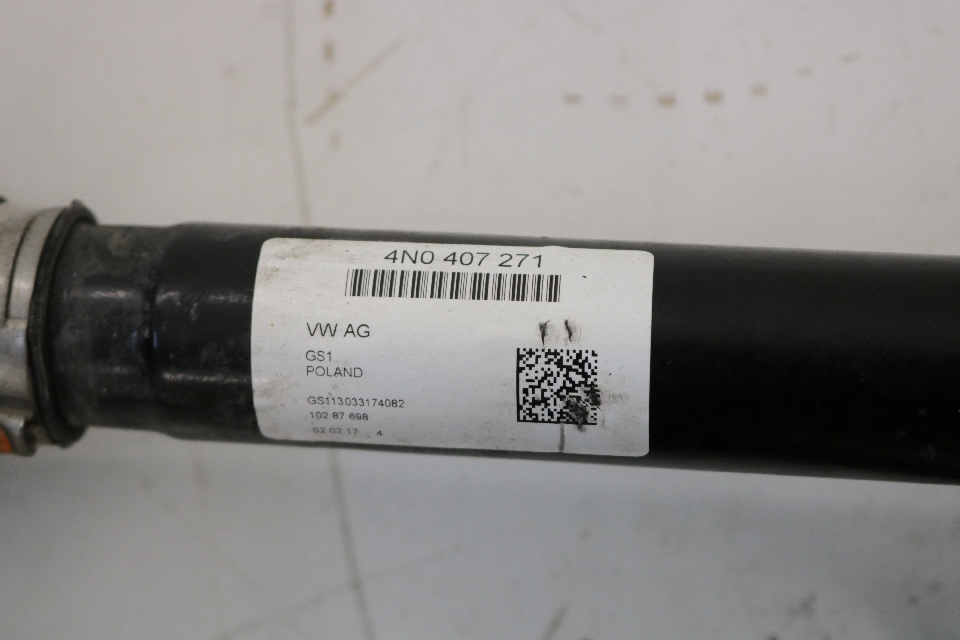 4N0 407 271
VW AG
GS1
POLAND
GS113033174082
102 87 698
02.02.17 4